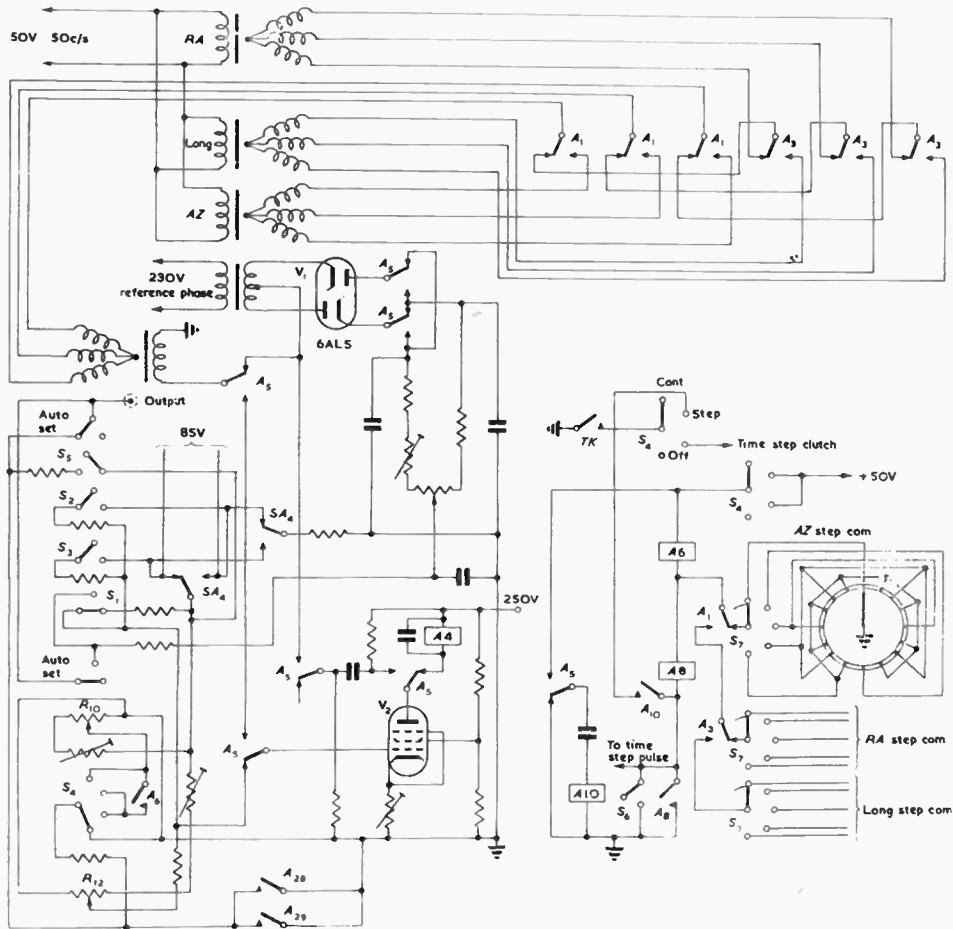 50V 50c/s
RA
Long
AZ
A1
A1
A1
A3
A3
A3
230V
reference phase
V1
6AL5
A5
A5
A5
Output
Auto
set
85V
S5
S2
S3
S1
SA4
SA4
Auto
set
R10
S4
A6
R12
A5
A5
A5
V2
A4
250V
A28
A29
Cont
Step
Off
S4
TK
Time step clutch
+50V
S4
AZ step com
A6
A1
S7
A8
A5
A10
A10
To time
step pulse
S6
A8
A3
S7
RA step com
S7
Long step com